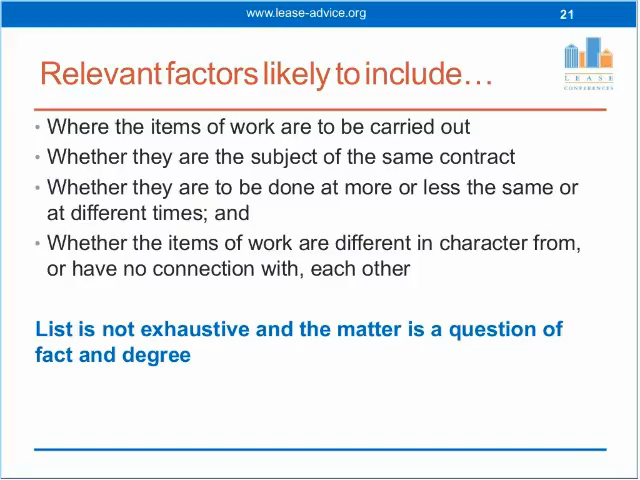 www.lease-advice.org
21
Relevant factors likely to include…
LEASE
CONFERENCES
• Where the items of work are to be carried out
• Whether they are the subject of the same contract
• Whether they are to be done at more or less the same or
at different times; and
• Whether the items of work are different in character from,
or have no connection with, each other
List is not exhaustive and the matter is a question of
fact and degree